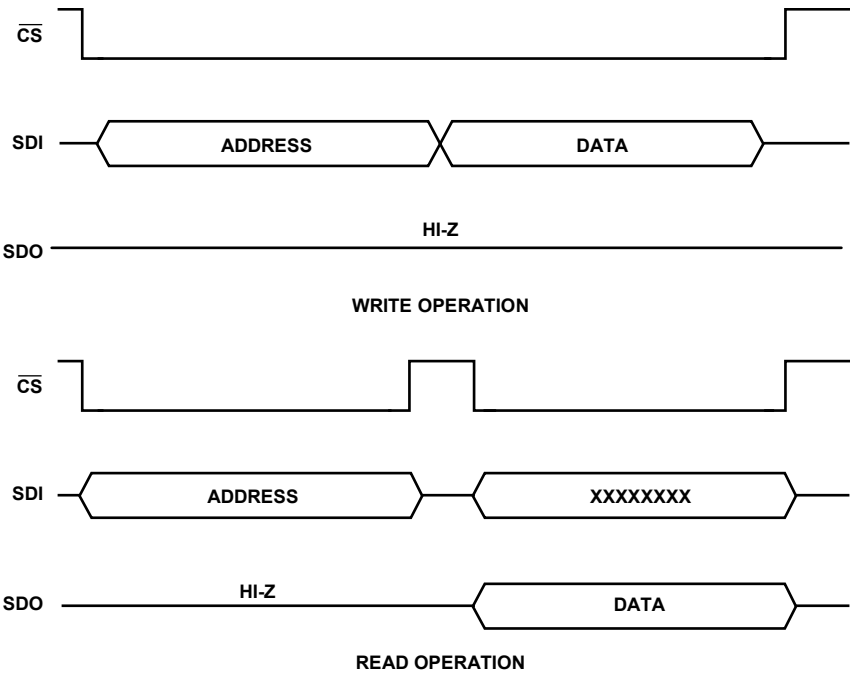 CS
SDI ADDRESS DATA
HI-Z
SDO
WRITE OPERATION
CS
SDI ADDRESS XXXXXXXX
HI-Z
SDO DATA
READ OPERATION